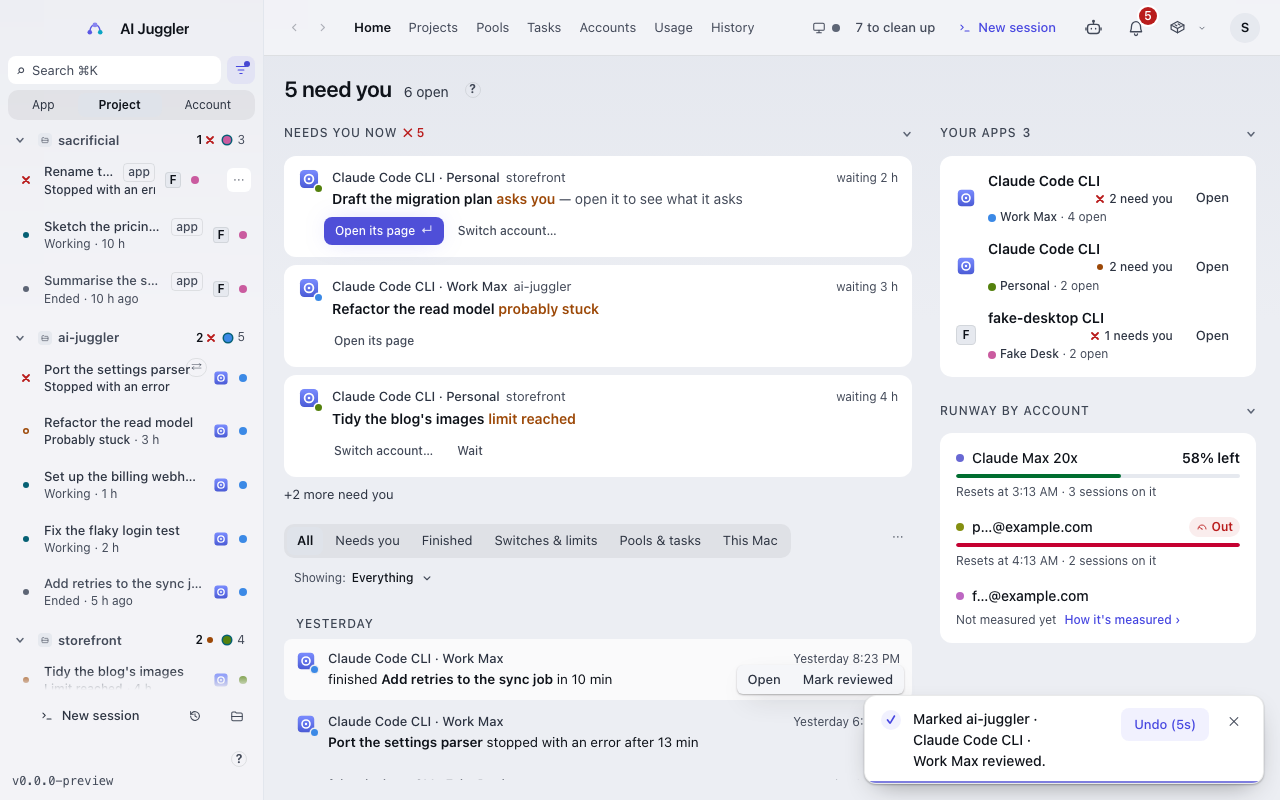 AI Juggler
Search ⌘K
App Project Account
sacrificial 1 3
Rename t... app F
Stopped with an err
Sketch the pricin... app F
Working · 10 h
Summarise the s... app F
Ended · 10 h ago
ai-juggler 2 5
Port the settings parser
Stopped with an error
Refactor the read model
Probably stuck · 3 h
Set up the billing webh...
Working · 1 h
Fix the flaky login test
Working · 2 h
Add retries to the sync j...
Ended · 5 h ago
storefront 2 4
Tidy the blog's images
New session
?
v0.0.0-preview
Home Projects Pools Tasks Accounts Usage History
7 to clean up
New session
5
S
5 need you 6 open ?
NEEDS YOU NOW 5
Claude Code CLI · Personal storefront waiting 2 h
Draft the migration plan asks you — open it to see what it asks
Open its page ↵ Switch account...
Claude Code CLI · Work Max ai-juggler waiting 3 h
Refactor the read model probably stuck
Open its page
Claude Code CLI · Personal storefront waiting 4 h
Tidy the blog's images limit reached
Switch account... Wait
+2 more need you
All Needs you Finished Switches & limits Pools & tasks This Mac
Showing: Everything
YESTERDAY
Claude Code CLI · Work Max Yesterday 8:23 PM
finished Add retries to the sync job in 10 min
Open Mark reviewed
Claude Code CLI · Work Max Yesterday 6:
Port the settings parser stopped with an error after 13 min
YOUR APPS 3
Claude Code CLI
2 need you Open
Work Max · 4 open
Claude Code CLI
2 need you Open
Personal · 2 open
F fake-desktop CLI
1 needs you Open
Fake Desk · 2 open
RUNWAY BY ACCOUNT
Claude Max 20x 58% left
Resets at 3:13 AM · 3 sessions on it
p...@example.com Out
Resets at 4:13 AM · 2 sessions on it
f...@example.com
Not measured yet How it's measured ›
Marked ai-juggler ·
Claude Code CLI ·
Work Max reviewed.
Undo (5s)